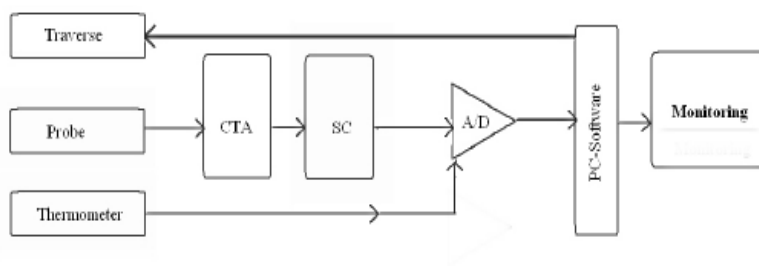 Traverse
Probe
CTA
SC
A/D
PC-Software
Monitoring
Thermometer